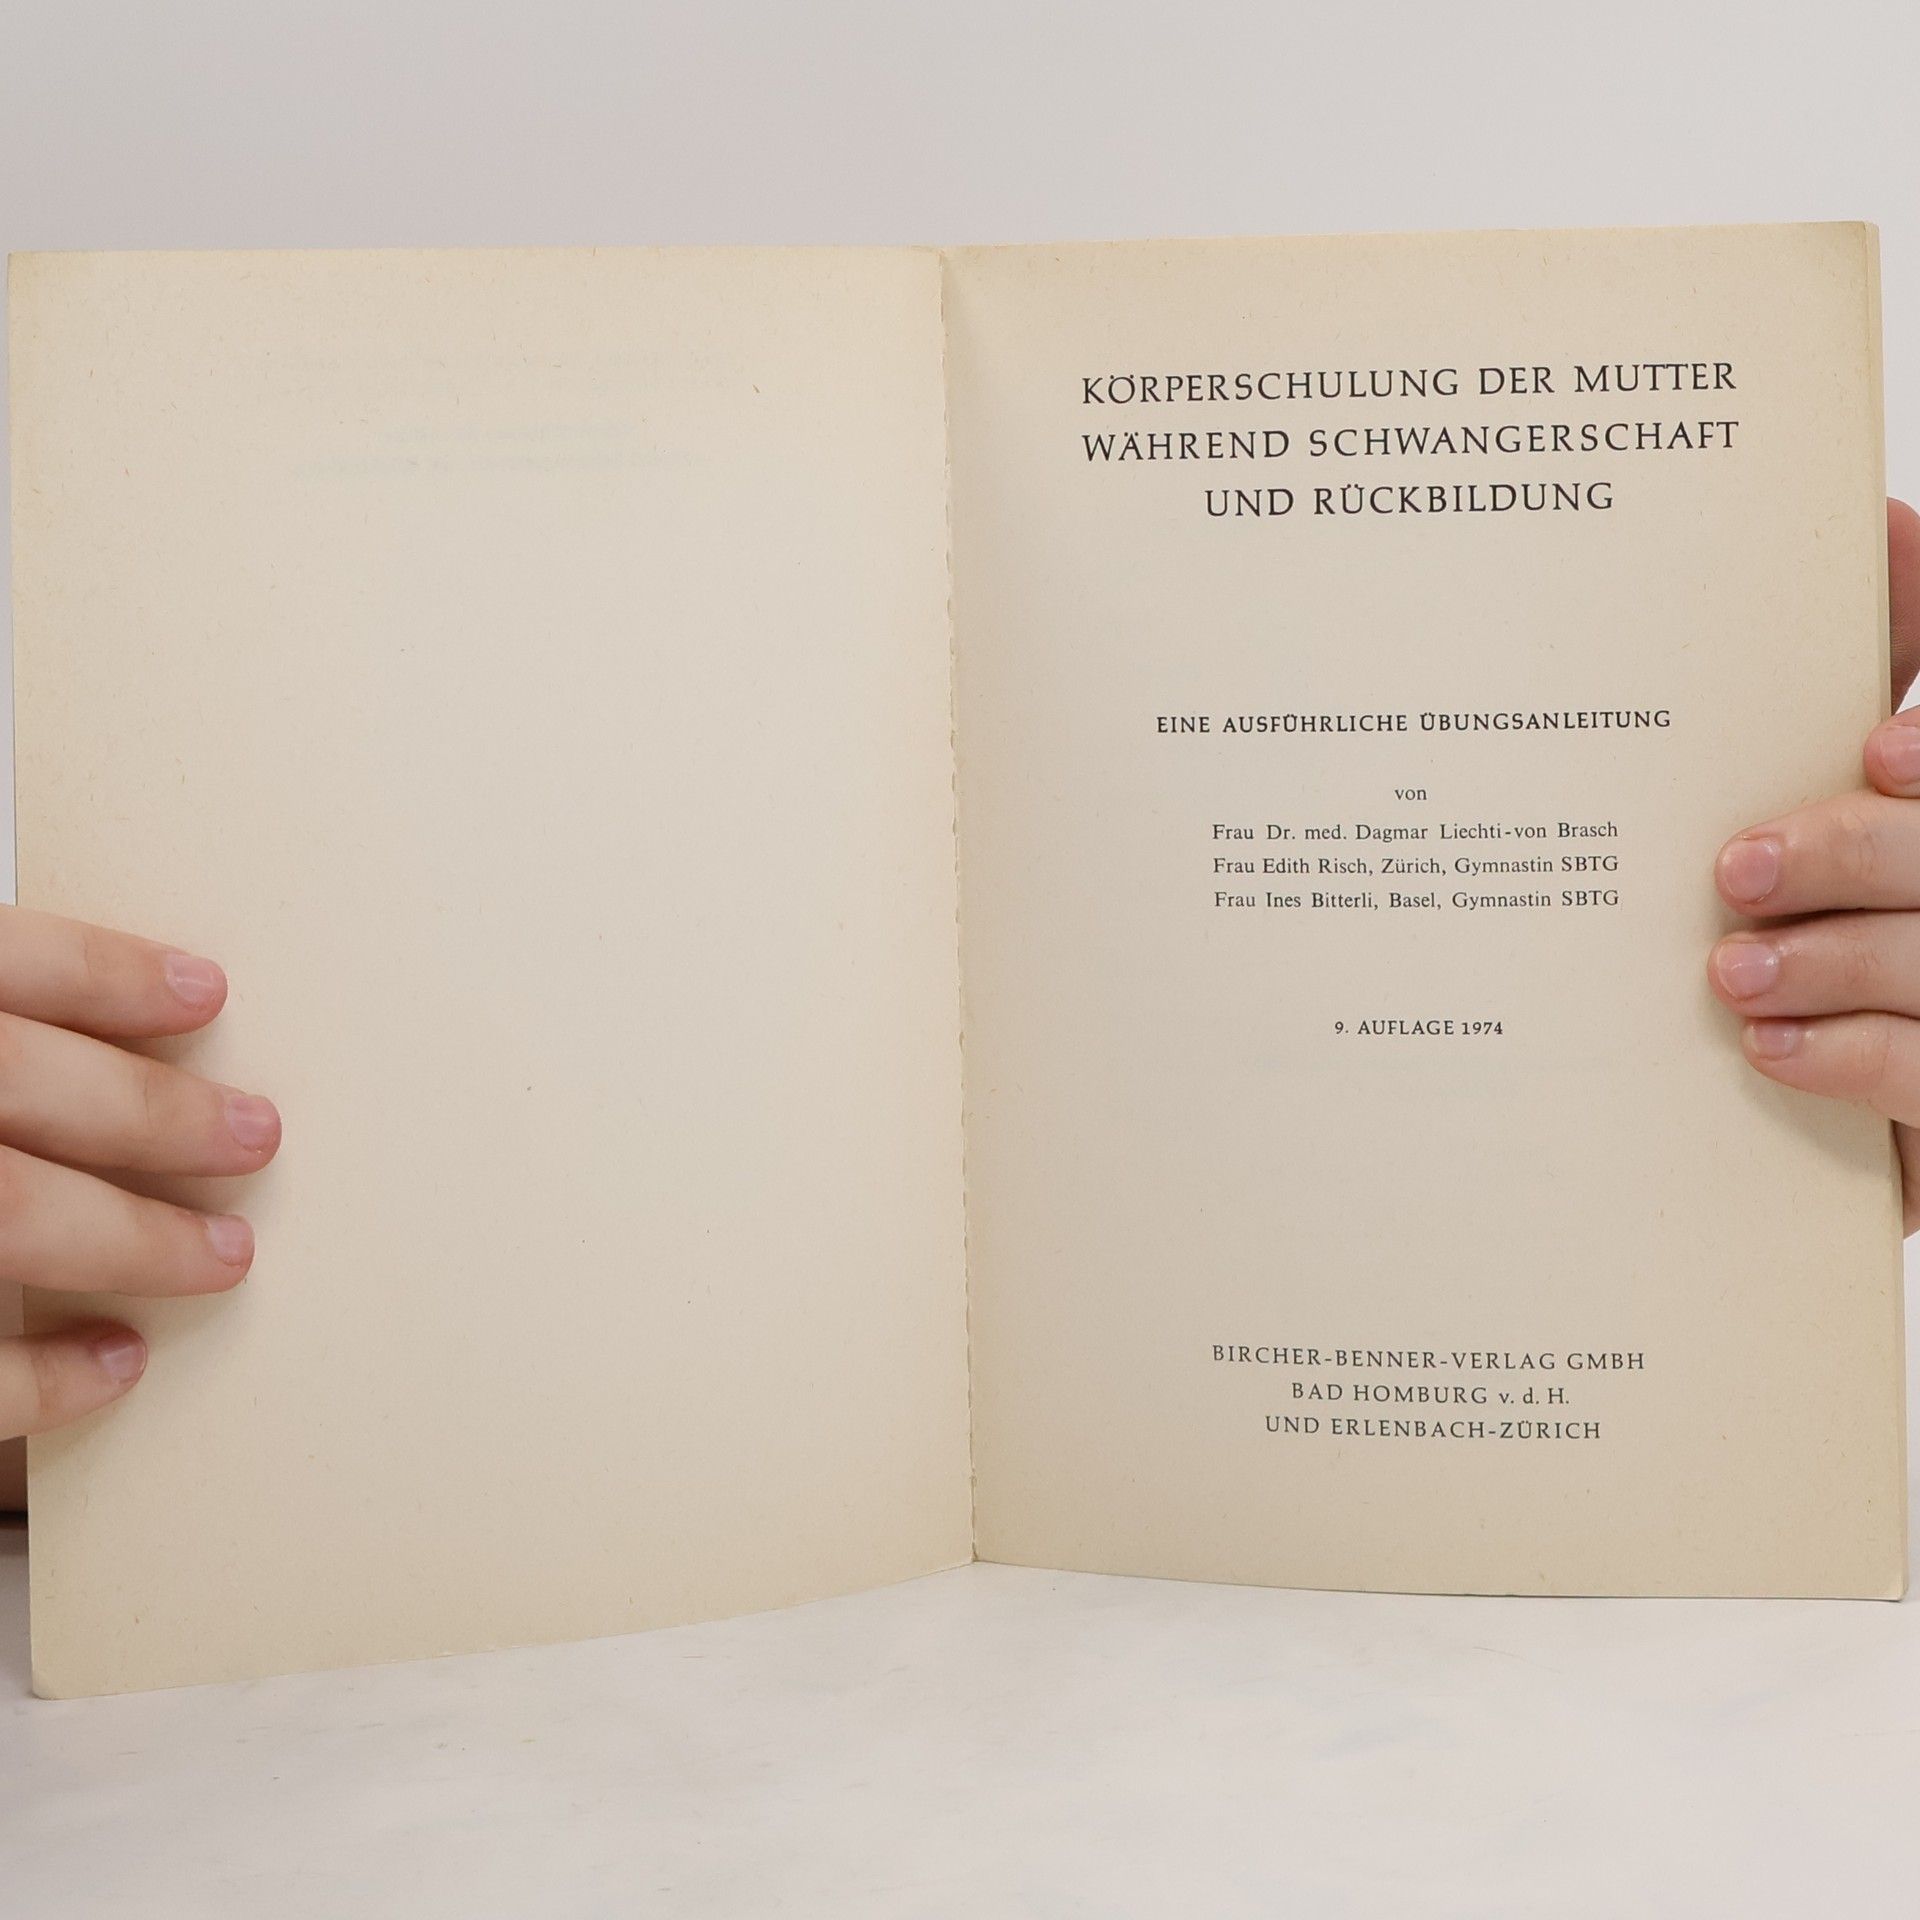 KÖRPERSCHULUNG DER MUTTER
WÄHREND SCHWANGERSCHAFT
UND RÜCKBILDUNG
EINE AUSFÜHRLICHE ÜBUNGSANLEITUNG
von
Frau Dr. med. Dagmar Liechti-von Brasch
Frau Edith Risch, Zürich, Gymnastin SBTG
Frau Ines Bitterli, Basel, Gymnastin SBTG
9. AUFLAGE 1974
BIRCHER-BENNER-VERLAG GMBH
BAD HOMBURG v. d. H.
UND ERLENBACH-ZÜRICH